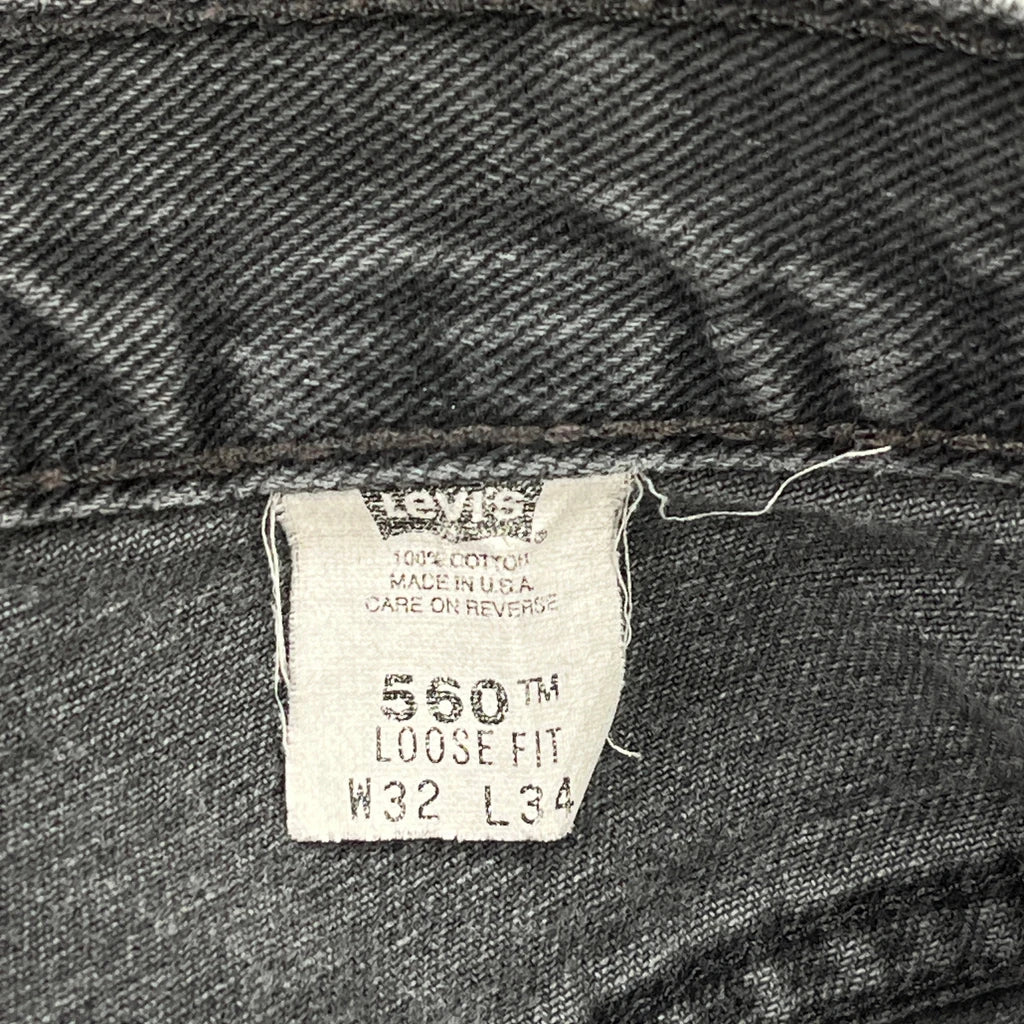 Levi's
100% COTTON
MADE IN U.S.A
CARE ON REVERSE
560™
LOOSE FIT
W32 L34